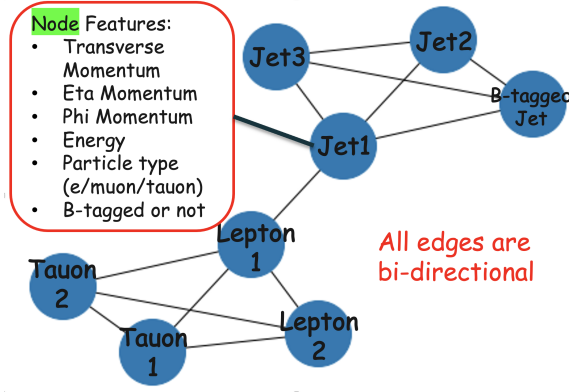 Node Features:
• Transverse
Momentum
• Eta Momentum
• Phi Momentum
• Energy
• Particle type
(e/muon/tauon)
• B-tagged or not
Jet3
Jet2
B-tagged
Jet
Jet1
Lepton
1
All edges are
bi-directional
Tauon
2
Lepton
2
Tauon
1